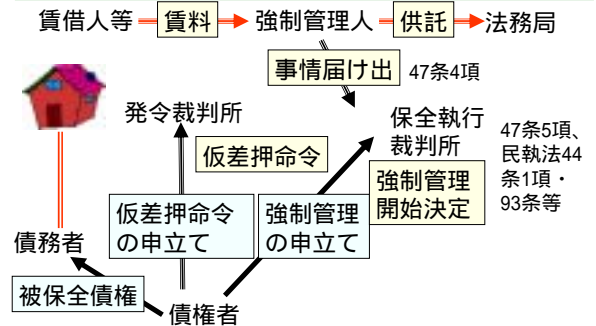 賃借人等 賃料 強制管理人 供託 法務局
事情届け出 47条4項
発令裁判所
保全執行
裁判所
47条5項、
民執法44
条1項・
93条等
仮差押命令
強制管理
開始決定
仮差押命令
の申立て
強制管理
の申立て
債務者
被保全債権
債権者